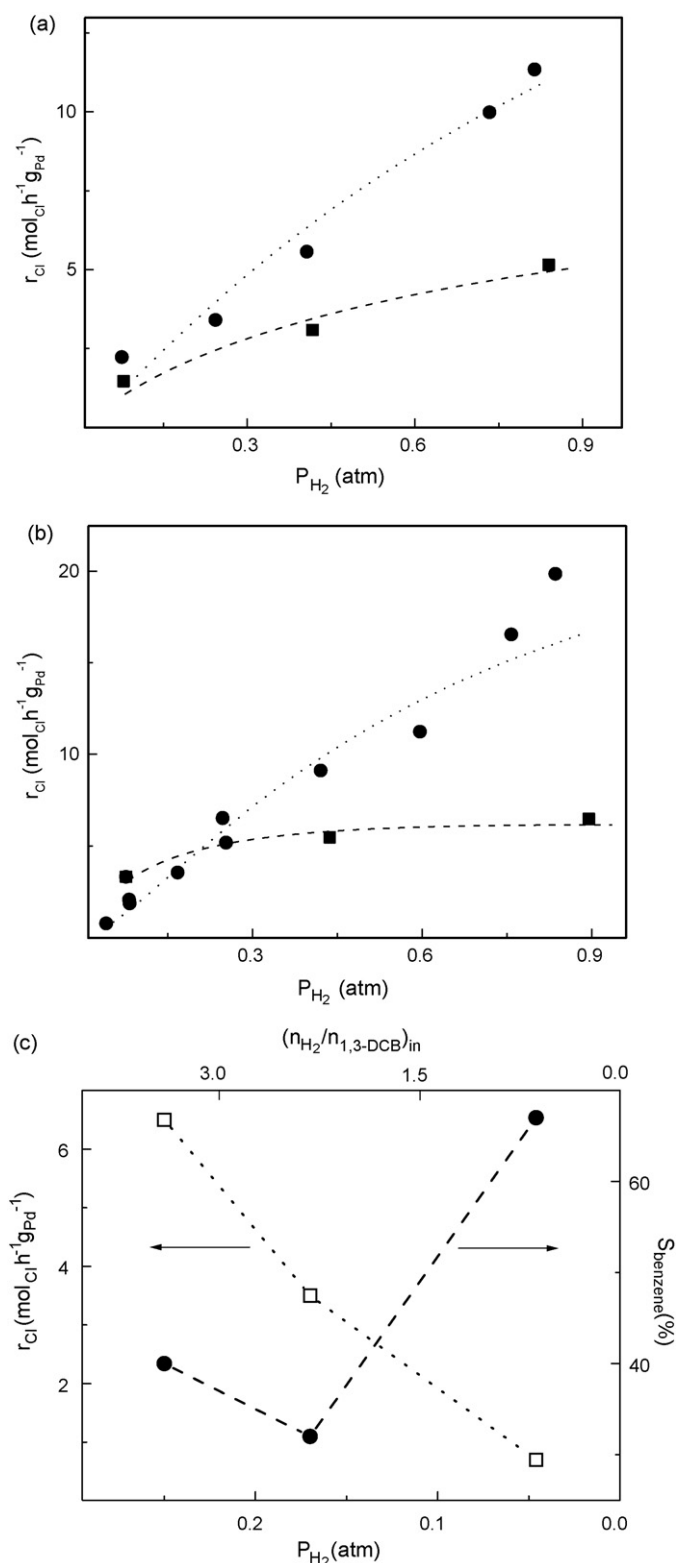 (a)
10
5
r_Cl (mol_Cl h^-1 g_Pd^-1)
0.3 0.6 0.9
P_H2 (atm)
(b)
20
10
r_Cl (mol_Cl h^-1 g_Pd^-1)
0.3 0.6 0.9
P_H2 (atm)
(c)
(n_H2/n_1,3-DCB)_in
3.0 1.5 0.0
6
4
2
r_Cl (mol_Cl h^-1 g_Pd^-1)
60
40
S_benzene(%)
0.2 0.1 0.0
P_H2 (atm)